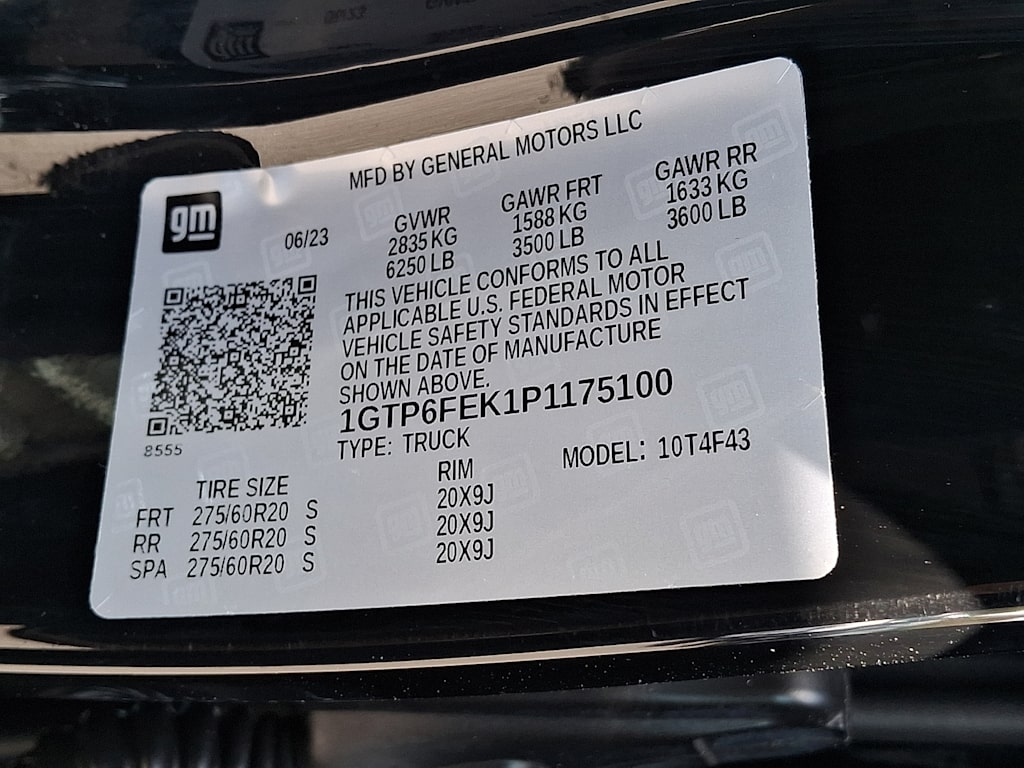 MFD BY GENERAL MOTORS LLC
gm
06/23
GVWR
2835 KG
6250 LB
GAWR FRT
1588 KG
3500 LB
GAWR RR
1633 KG
3600 LB
THIS VEHICLE CONFORMS TO ALL
APPLICABLE U.S. FEDERAL MOTOR
VEHICLE SAFETY STANDARDS IN EFFECT
ON THE DATE OF MANUFACTURE
SHOWN ABOVE.
1GTP6FEK1P1175100
8555
TYPE: TRUCK
MODEL: 10T4F43
TIRE SIZE RIM
FRT 275/60R20 S 20X9J
RR 275/60R20 S 20X9J
SPA 275/60R20 S 20X9J